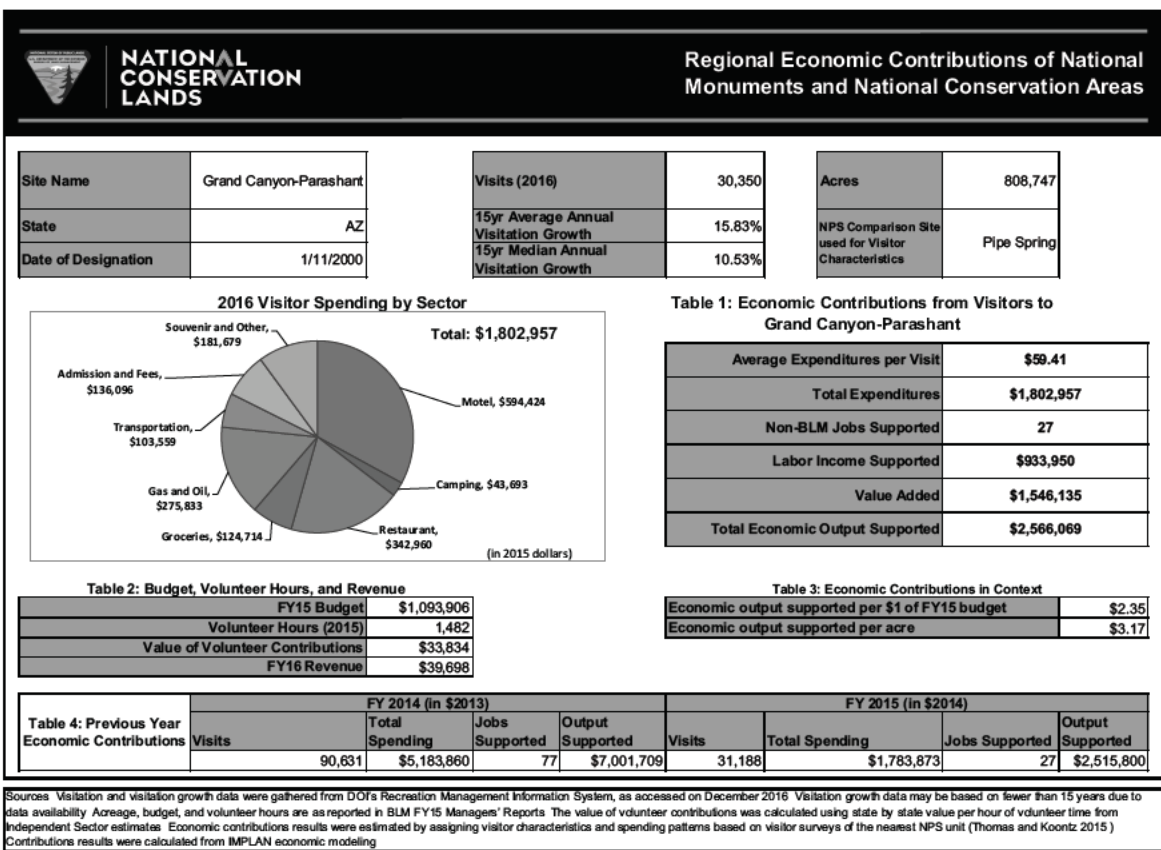 NATIONAL
CONSERVATION
LANDS
Regional Economic Contributions of National
Monuments and National Conservation Areas
Site Name Grand Canyon-Parashant
State AZ
Date of Designation 1/11/2000
Visits (2016) 30,350
15yr Average Annual
Visitation Growth 15.83%
15yr Median Annual
Visitation Growth 10.53%
Acres 808,747
NPS Comparison Site
used for Visitor
Characteristics
Pipe Spring
2016 Visitor Spending by Sector
Total: $1,802,957
Souvenir and Other,
$181,679
Admission and Fees,
$136,096
Transportation,
$103,559
Gas and Oil,
$275,833
Groceries, $124,714
Motel, $594,424
Camping, $43,693
Restaurant,
$342,960
(in 2015 dollars)
Table 1: Economic Contributions from Visitors to
Grand Canyon-Parashant
Average Expenditures per Visit $59.41
Total Expenditures $1,802,957
Non-BLM Jobs Supported 27
Labor Income Supported $933,950
Value Added $1,546,135
Total Economic Output Supported $2,566,069
Table 2: Budget, Volunteer Hours, and Revenue
FY15 Budget $1,093,906
Volunteer Hours (2015) 1,482
Value of Volunteer Contributions $33,834
FY16 Revenue $39,698
Table 3: Economic Contributions in Context
Economic output supported per $1 of FY15 budget $2.35
Economic output supported per acre $3.17
Table 4: Previous Year
Economic Contributions
FY 2014 (in $2013) FY 2015 (in $2014)
Visits Total Spending Jobs Supported Output Supported Visits Total Spending Jobs Supported Output Supported
90,631 $5,183,860 77 $7,001,709 31,188 $1,783,873 27 $2,515,800
Sources Visitation and visitation growth data were gathered from DOI's Recreation Management Information System, as accessed on December 2016 Visitation growth data may be based on fewer than 15 years due to
data availability Acreage, budget, and volunteer hours are as reported in BLM FY15 Managers' Reports The value of volunteer contributions was calculated using state by state value per hour of volunteer time from
Independent Sector estimates Economic contributions results were estimated by assigning visitor characteristics and spending patterns based on visitor surveys of the nearest NPS unit (Thomas and Koontz 2015 )
Contributions results were calculated from IMPLAN economic modeling